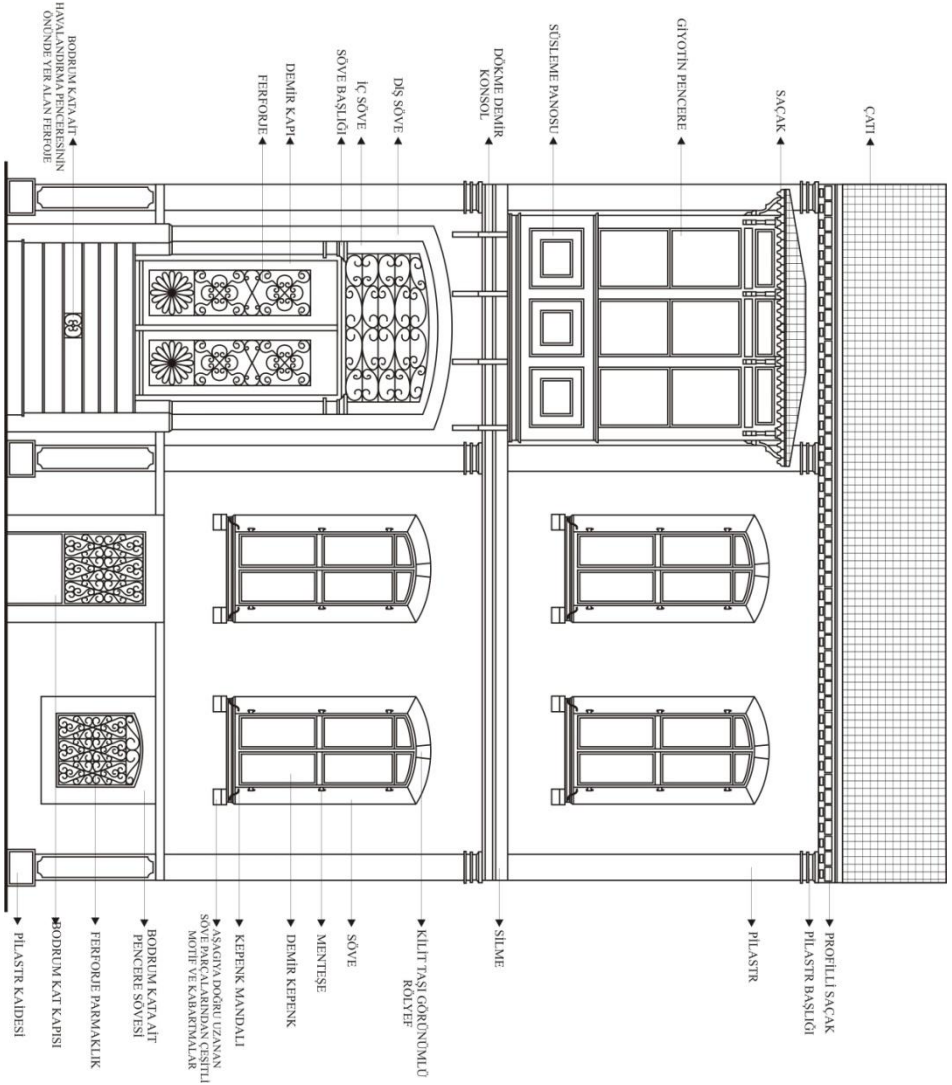 ÇATI
SAÇAK
GİYOTİN PENCERE
SÜSLEME PANOSU
DÖKME DEMİR
KONSOL
DIŞ SÖVE
İÇ SÖVE
SÖVE BAŞLIĞI
DEMİR KAPI
FERFORJE
BODRUM KATA AİT
HAVALANDIRMA PENCERESİNİN
ÖNÜNDE YER ALAN FERFOJE
PROFİLLİ SAÇAK
PİLASTR BAŞLIĞI
PİLASTR
SİLME
KİLİT TAŞI GÖRÜNÜMLÜ
RÖLYEF
SÖVE
MENTEŞE
DEMİR KEPENK
KEPENK MANDALI
AŞAGIYA DOĞRU UZANAN
SÖVE PARÇALARINDAN ÇEŞİTLİ
MOTİF VE KABARTMALAR
BODRUM KATA AİT
PENCERE SÖVESİ
FERFORJE PARMAKLIK
BODRUM KAT KAPISI
PİLASTR KAİDESİ